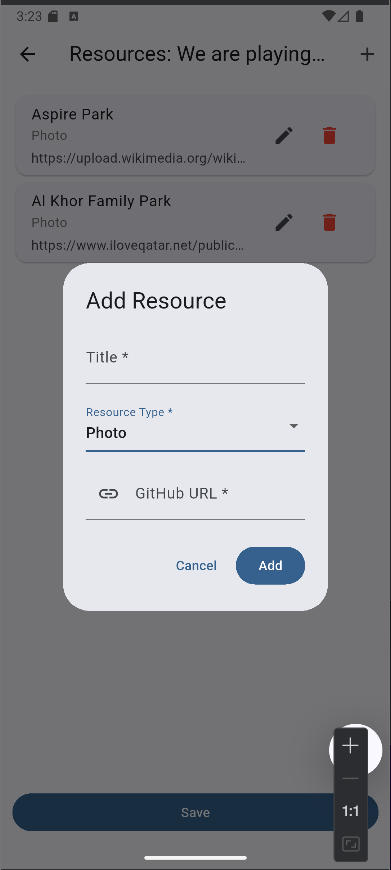 3:23
Resources: We are playing...
Aspire Park
Photo
https://upload.wikimedia.org/wiki...
Al Khor Family Park
Photo
https://www.iloveqatar.net/public...
Add Resource
Title *
Resource Type *
Photo
GitHub URL *
Cancel
Add
1:1
Save